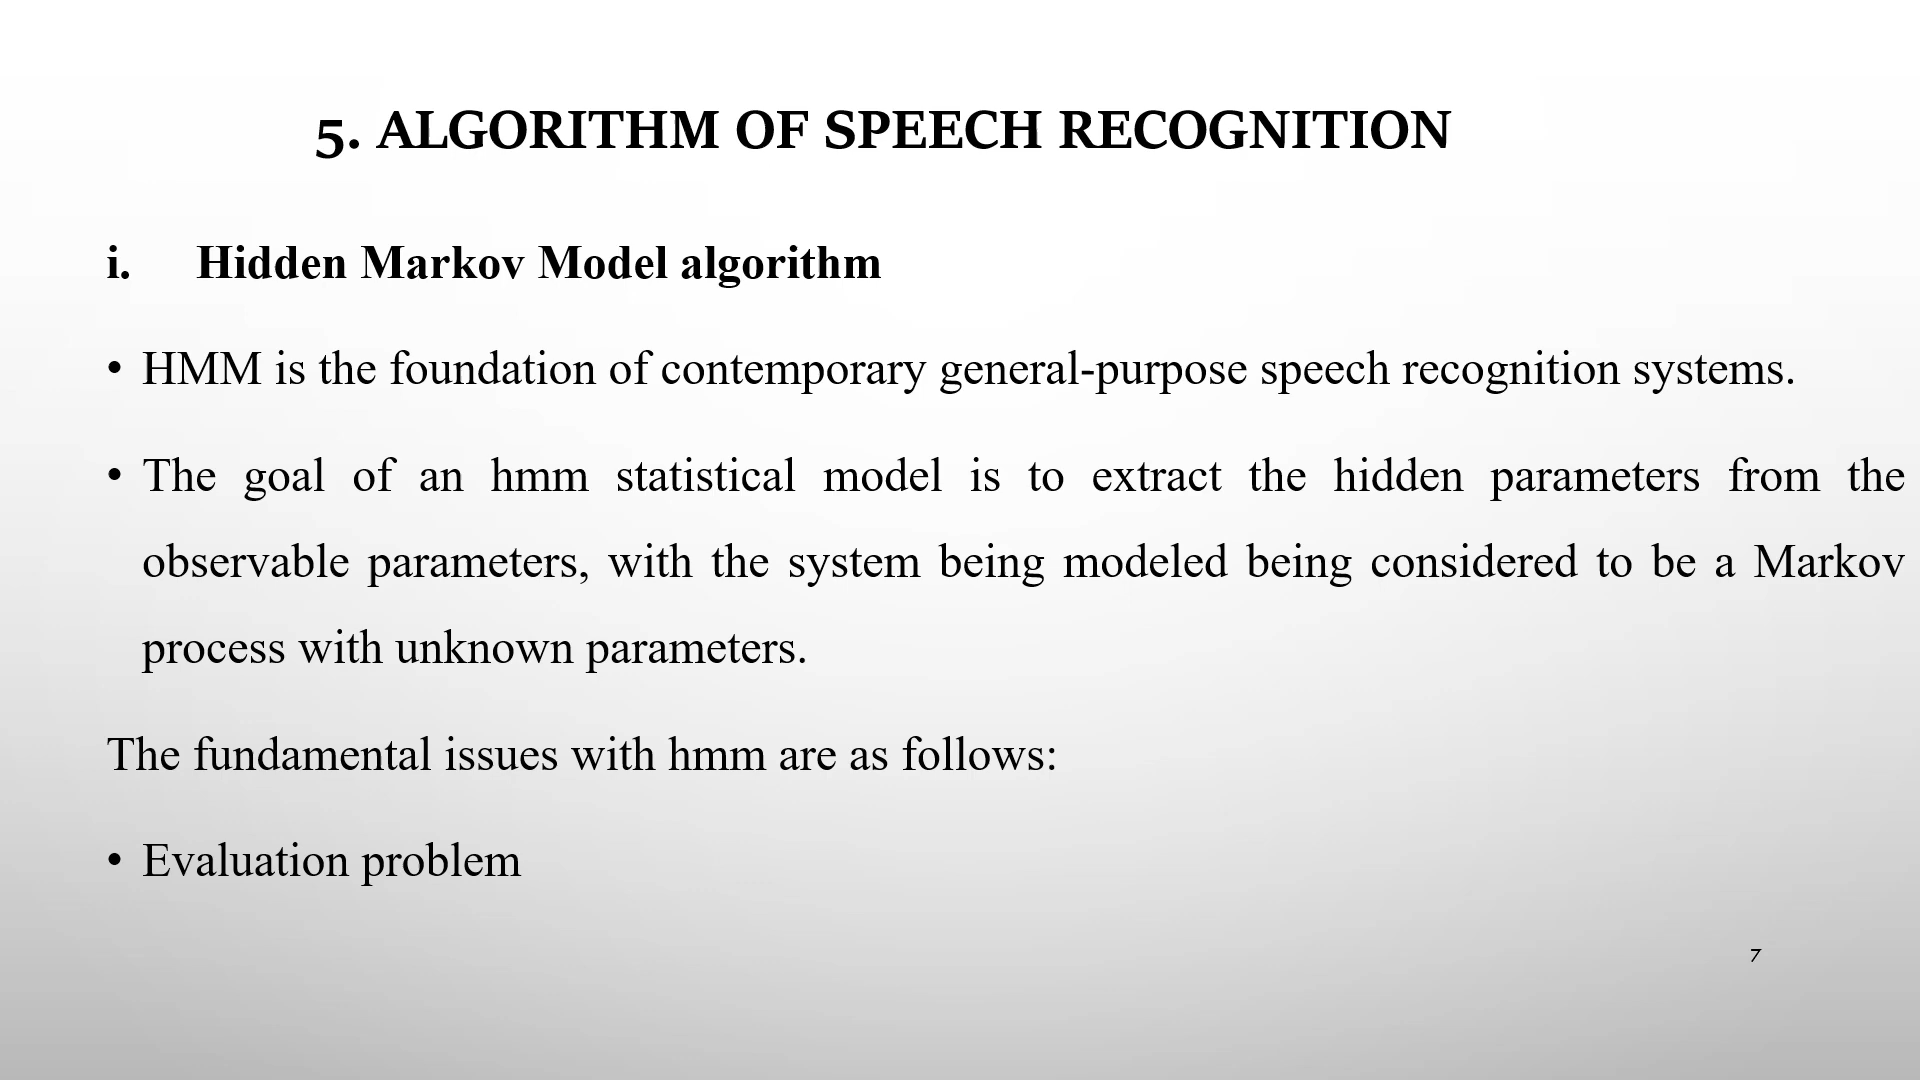 5. ALGORITHM OF SPEECH RECOGNITION
i. Hidden Markov Model algorithm
• HMM is the foundation of contemporary general-purpose speech recognition systems.
• The goal of an hmm statistical model is to extract the hidden parameters from the
observable parameters, with the system being modeled being considered to be a Markov
process with unknown parameters.
The fundamental issues with hmm are as follows:
• Evaluation problem
7